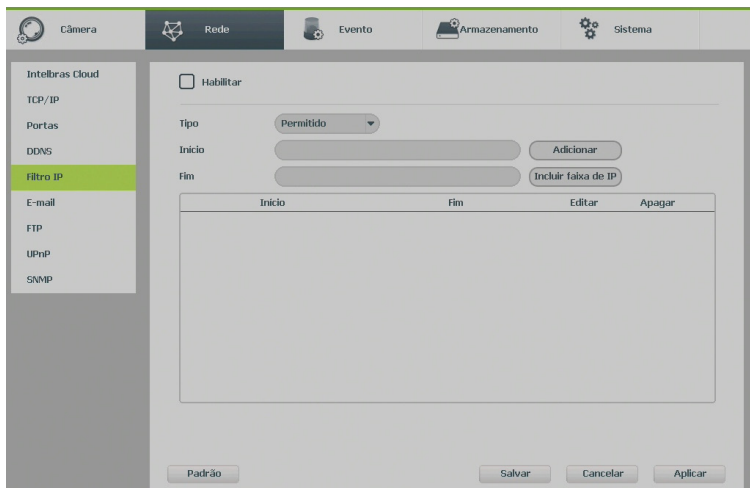 Câmera
Rede
Evento
Armazenamento
Sistema
Intelbras Cloud
TCP/IP
Portas
DDNS
Filtro IP
E-mail
FTP
UPnP
SNMP
Habilitar
Tipo Permitido
Inicio Adicionar
Fim Incluir faixa de IP
Inicio Fim Editar Apagar
Padrão Salvar Cancelar Aplicar